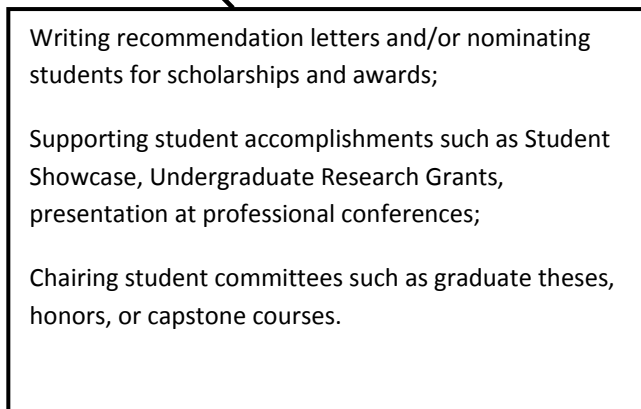 Writing recommendation letters and/or nominating
students for scholarships and awards;
Supporting student accomplishments such as Student
Showcase, Undergraduate Research Grants,
presentation at professional conferences;
Chairing student committees such as graduate theses,
honors, or capstone courses.